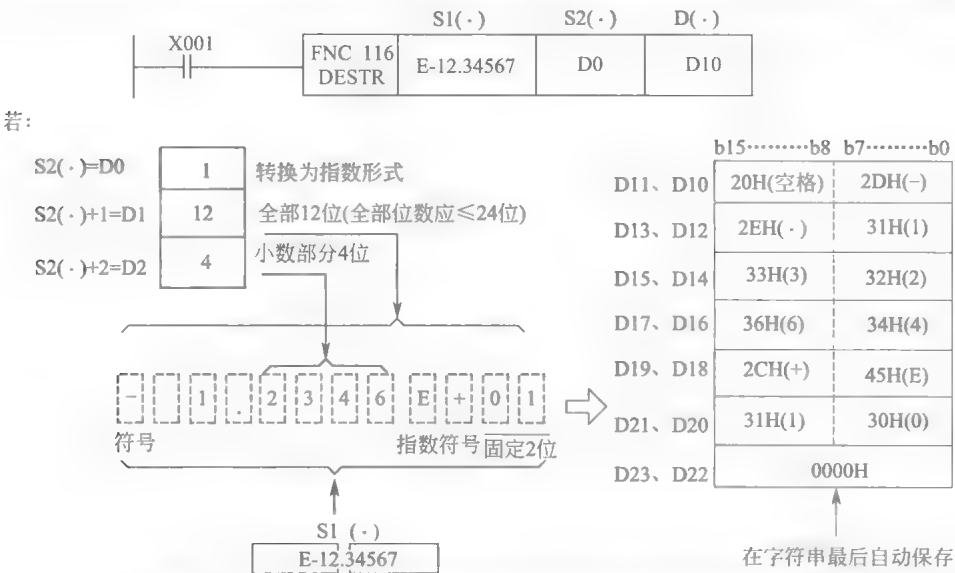 S1(·) S2(·) D(·)
X001
FNC 116 DESTR E-12.34567 D0 D10
若:
S2(·)=D0 1 转换为指数形式
S2(·)+1=D1 12 全部12位(全部位数应≤24位)
S2(·)+2=D2 4 小数部分4位
- 1 . 2 3 4 6 E + 0 1
符号 指数符号 固定2位
S1 (·)
E-12.34567
b15·········b8 b7·········b0
D11、D10 20H(空格) 2DH(-)
D13、D12 2EH(·) 31H(1)
D15、D14 33H(3) 32H(2)
D17、D16 36H(6) 34H(4)
D19、D18 2CH(+) 45H(E)
D21、D20 31H(1) 30H(0)
D23、D22 0000H
在字符串最后自动保存